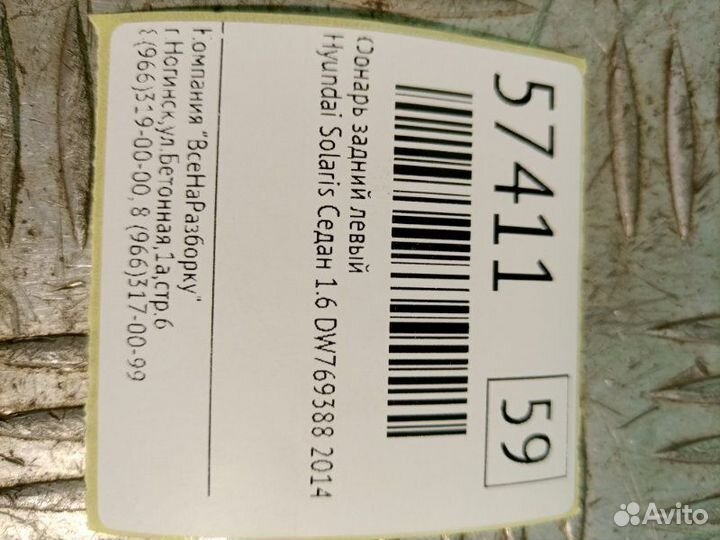 57411 59
Фонарь задний левый
Hyundai Solaris Седан 1.6 DW769388 2014
Компания "ВсеНаРазборку"
г.Ногинск,ул.Бетонная,1а,стр.6
8(966)319-00-00, 8 (966)317-00-99
Avito